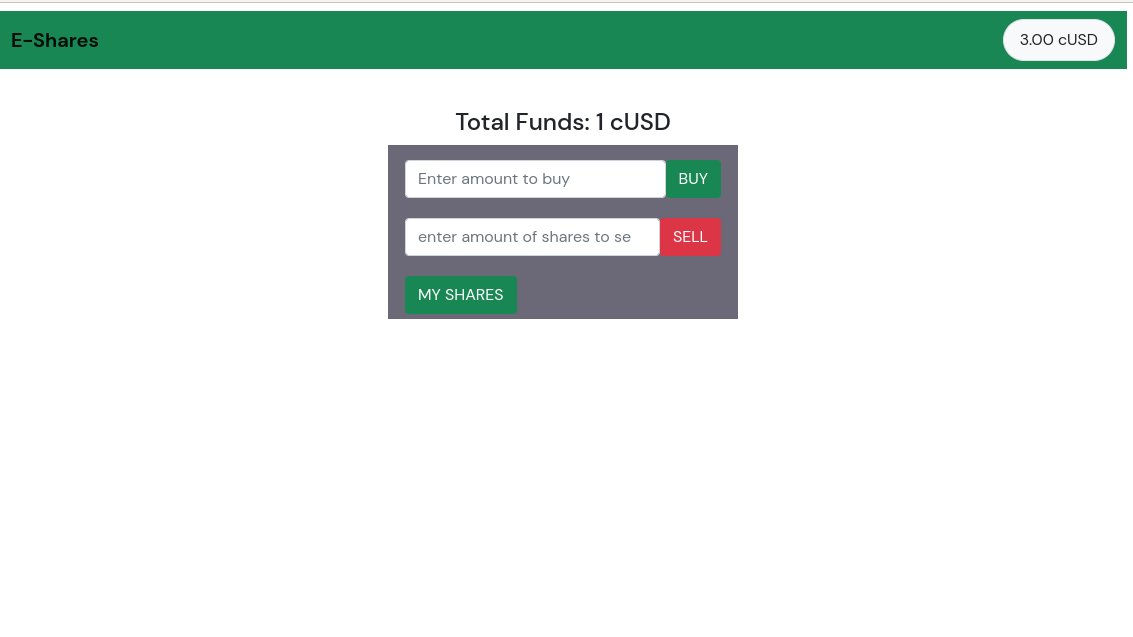 E-Shares
3.00 cUSD
Total Funds: 1 cUSD
Enter amount to buy
BUY
enter amount of shares to se
SELL
MY SHARES